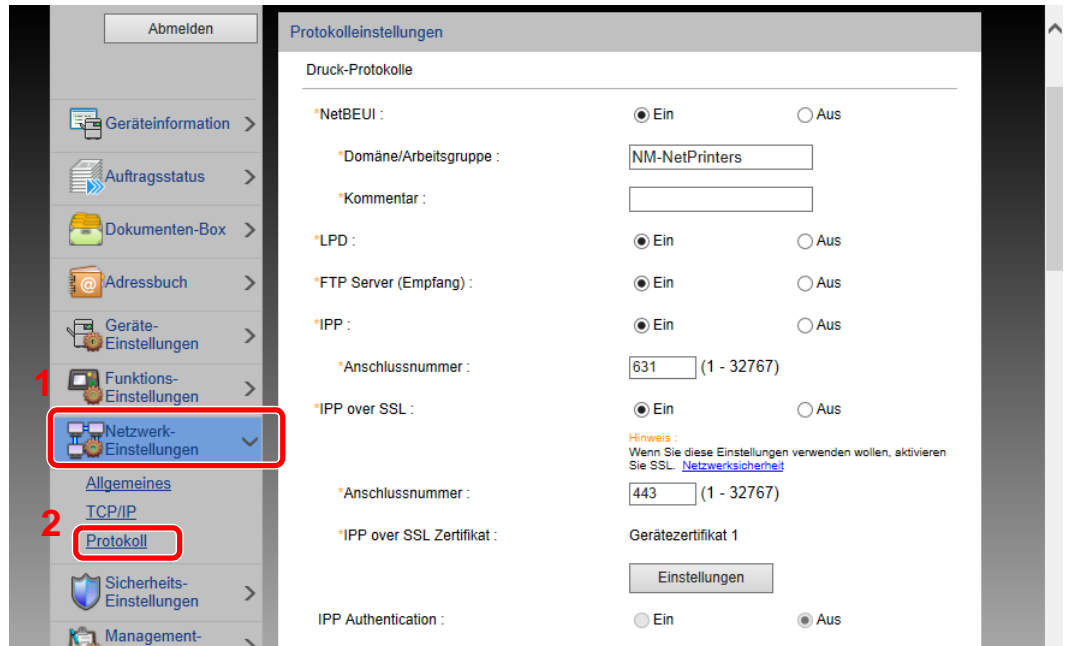 Abmelden
Geräteinformation
Auftragsstatus
Dokumenten-Box
Adressbuch
Geräte-
Einstellungen
1
Funktions-
Einstellungen
Netzwerk-
Einstellungen
Allgemeines
2
TCP/IP
Protokoll
Sicherheits-
Einstellungen
Management-
Protokolleinstellungen
Druck-Protokolle
*NetBEUI : Ein Aus
*Domäne/Arbeitsgruppe : NM-NetPrinters
*Kommentar :
*LPD : Ein Aus
*FTP Server (Empfang) : Ein Aus
*IPP : Ein Aus
*Anschlussnummer : 631 (1 - 32767)
*IPP over SSL : Ein Aus
Hinweis :
Wenn Sie diese Einstellungen verwenden wollen, aktivieren
Sie SSL. Netzwerksicherheit
*Anschlussnummer : 443 (1 - 32767)
*IPP over SSL Zertifikat : Gerätezertifikat 1
Einstellungen
IPP Authentication : Ein Aus